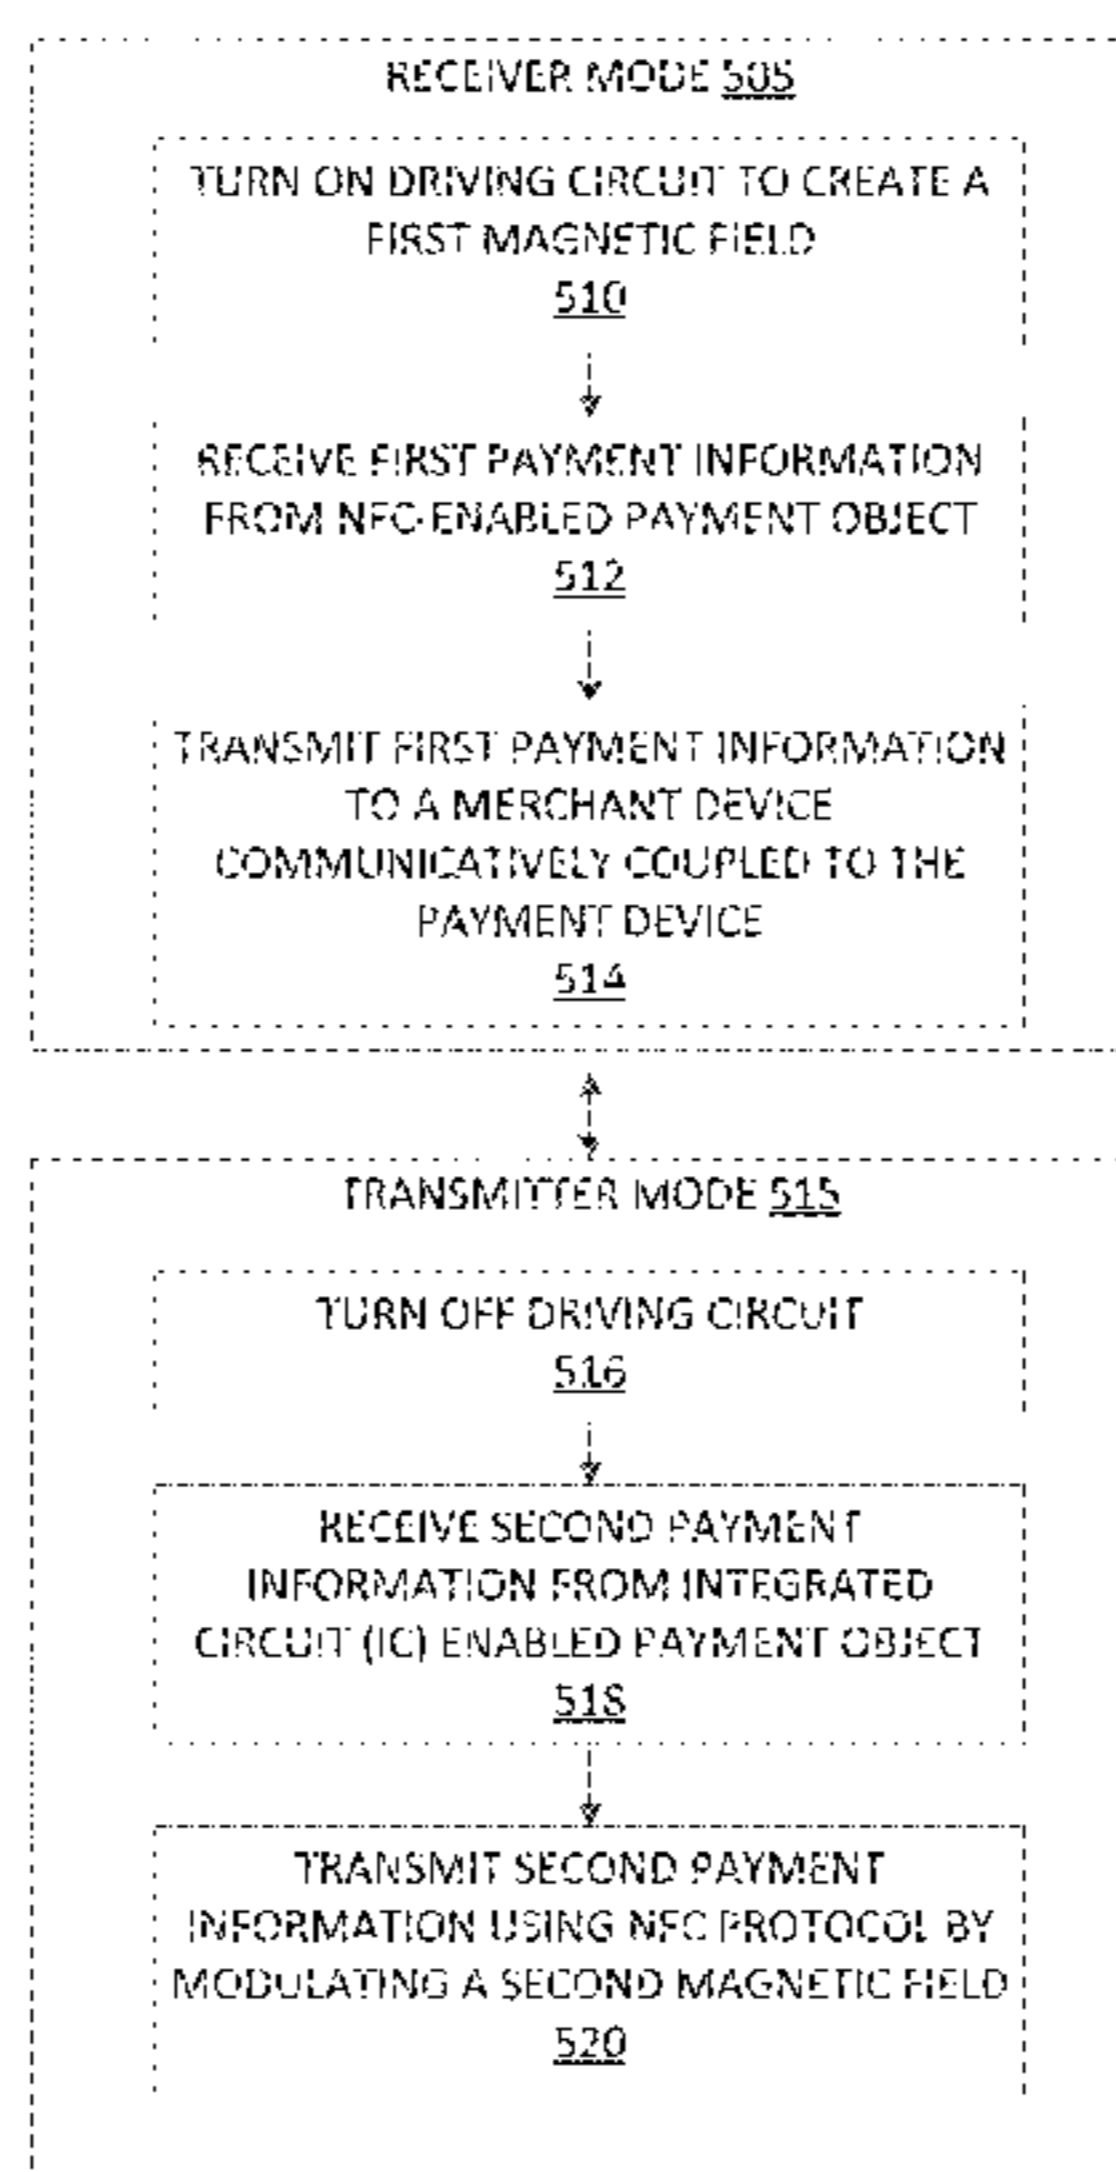 RECEIVER MODE 505
TURN ON DRIVING CIRCUIT TO CREATE A
FIRST MAGNETIC FIELD
510
RECEIVE FIRST PAYMENT INFORMATION
FROM NFC-ENABLED PAYMENT OBJECT
512
TRANSMIT FIRST PAYMENT INFORMATION
TO A MERCHANT DEVICE
COMMUNICATIVELY COUPLED TO THE
PAYMENT DEVICE
514
TRANSMITTER MODE 515
TURN OFF DRIVING CIRCUIT
516
RECEIVE SECOND PAYMENT
INFORMATION FROM INTEGRATED
CIRCUIT (IC) ENABLED PAYMENT OBJECT
518
TRANSMIT SECOND PAYMENT
INFORMATION USING NFC PROTOCOL BY
MODULATING A SECOND MAGNETIC FIELD
520